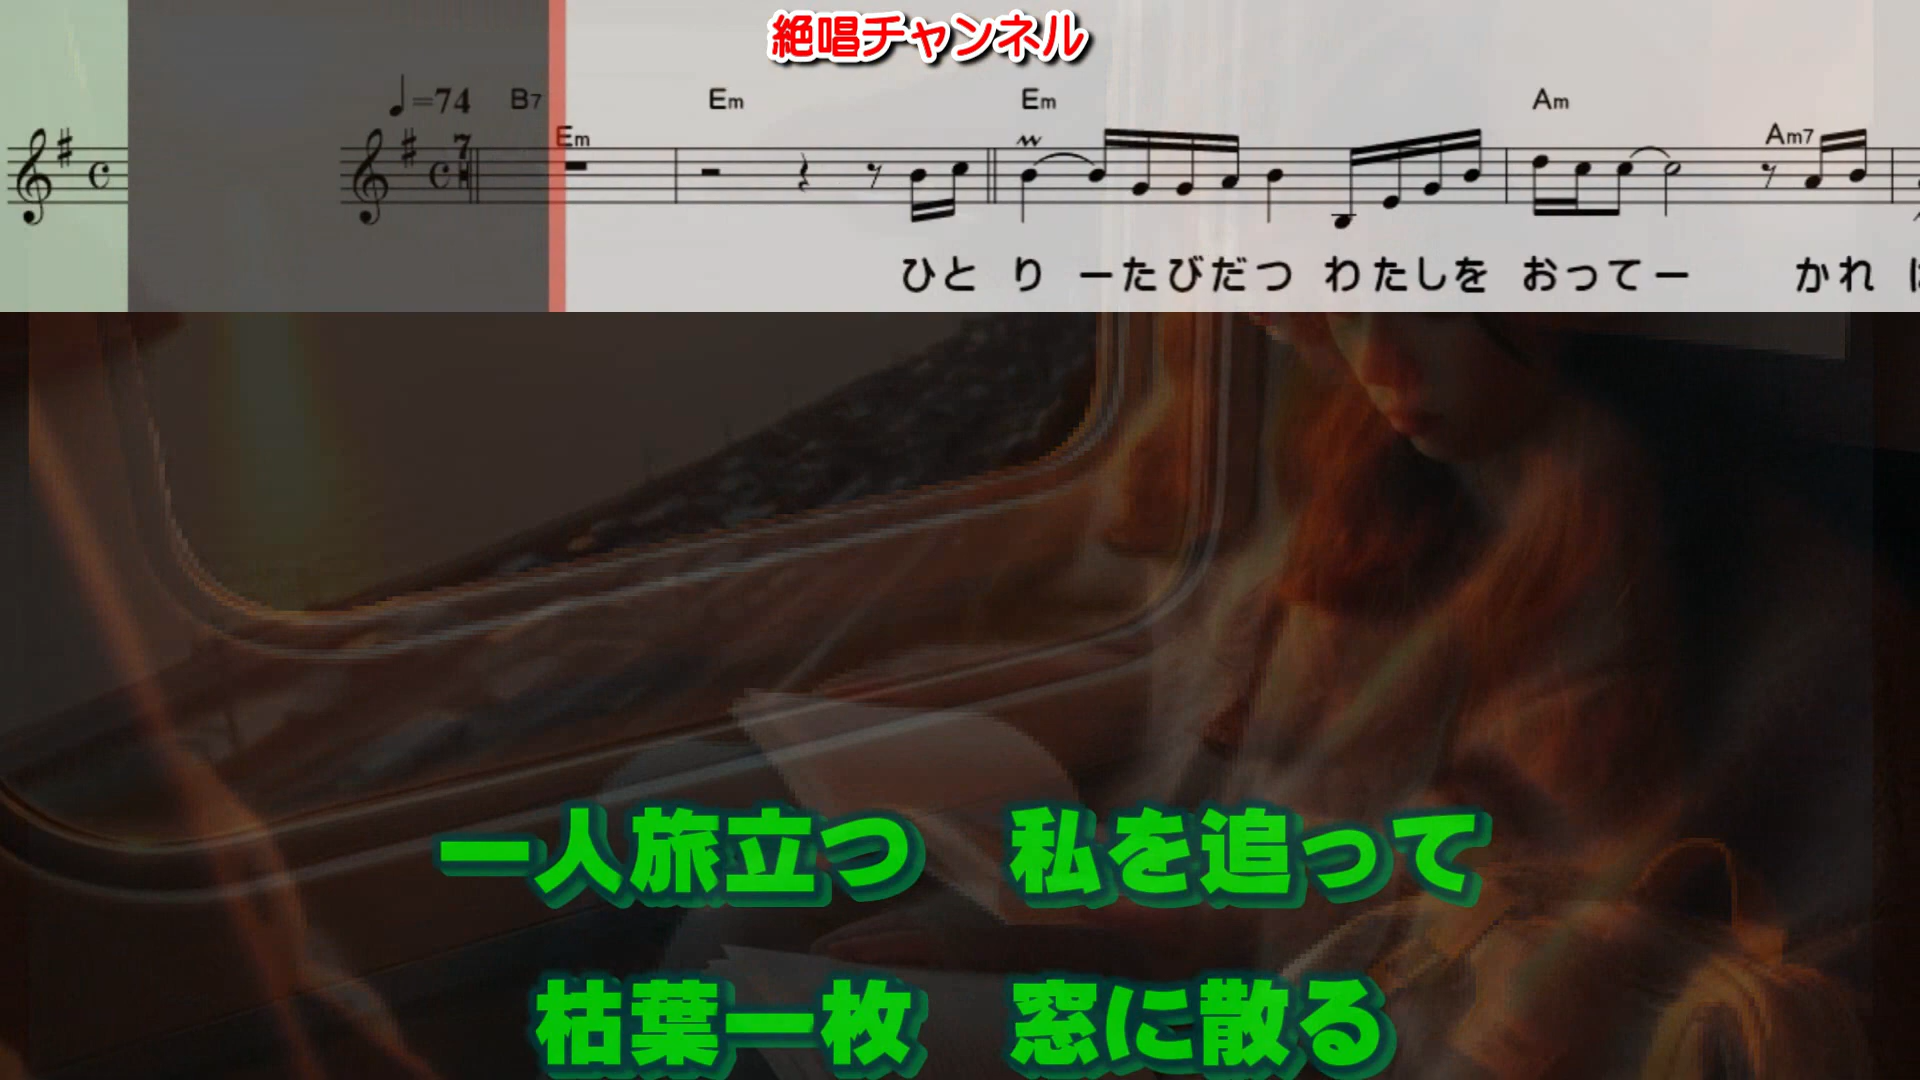 絶唱チャンネル
♩=74 B7 Em Em Em Am Am7
7
ひと り ーたびだつ わたしを おってー かれ
一人旅立つ 私を追って
枯葉一枚 窓に散る